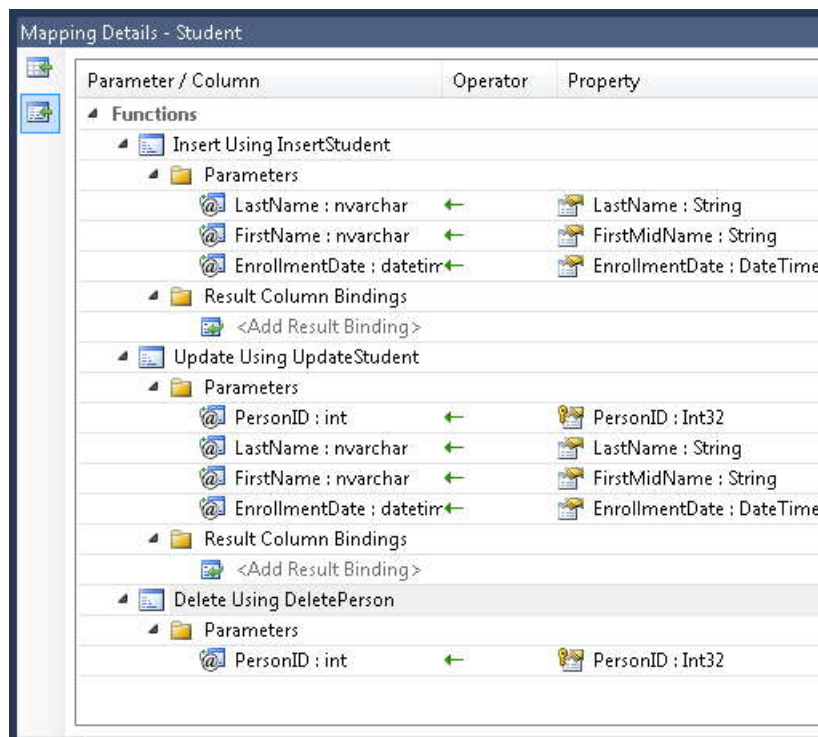 Mapping Details - Student
Parameter / Column Operator Property
Functions
Insert Using InsertStudent
Parameters
LastName : nvarchar ← LastName : String
FirstName : nvarchar ← FirstMidName : String
EnrollmentDate : datetim← EnrollmentDate : DateTime
Result Column Bindings
<Add Result Binding>
Update Using UpdateStudent
Parameters
PersonID : int ← PersonID : Int32
LastName : nvarchar ← LastName : String
FirstName : nvarchar ← FirstMidName : String
EnrollmentDate : datetim← EnrollmentDate : DateTime
Result Column Bindings
<Add Result Binding>
Delete Using DeletePerson
Parameters
PersonID : int ← PersonID : Int32